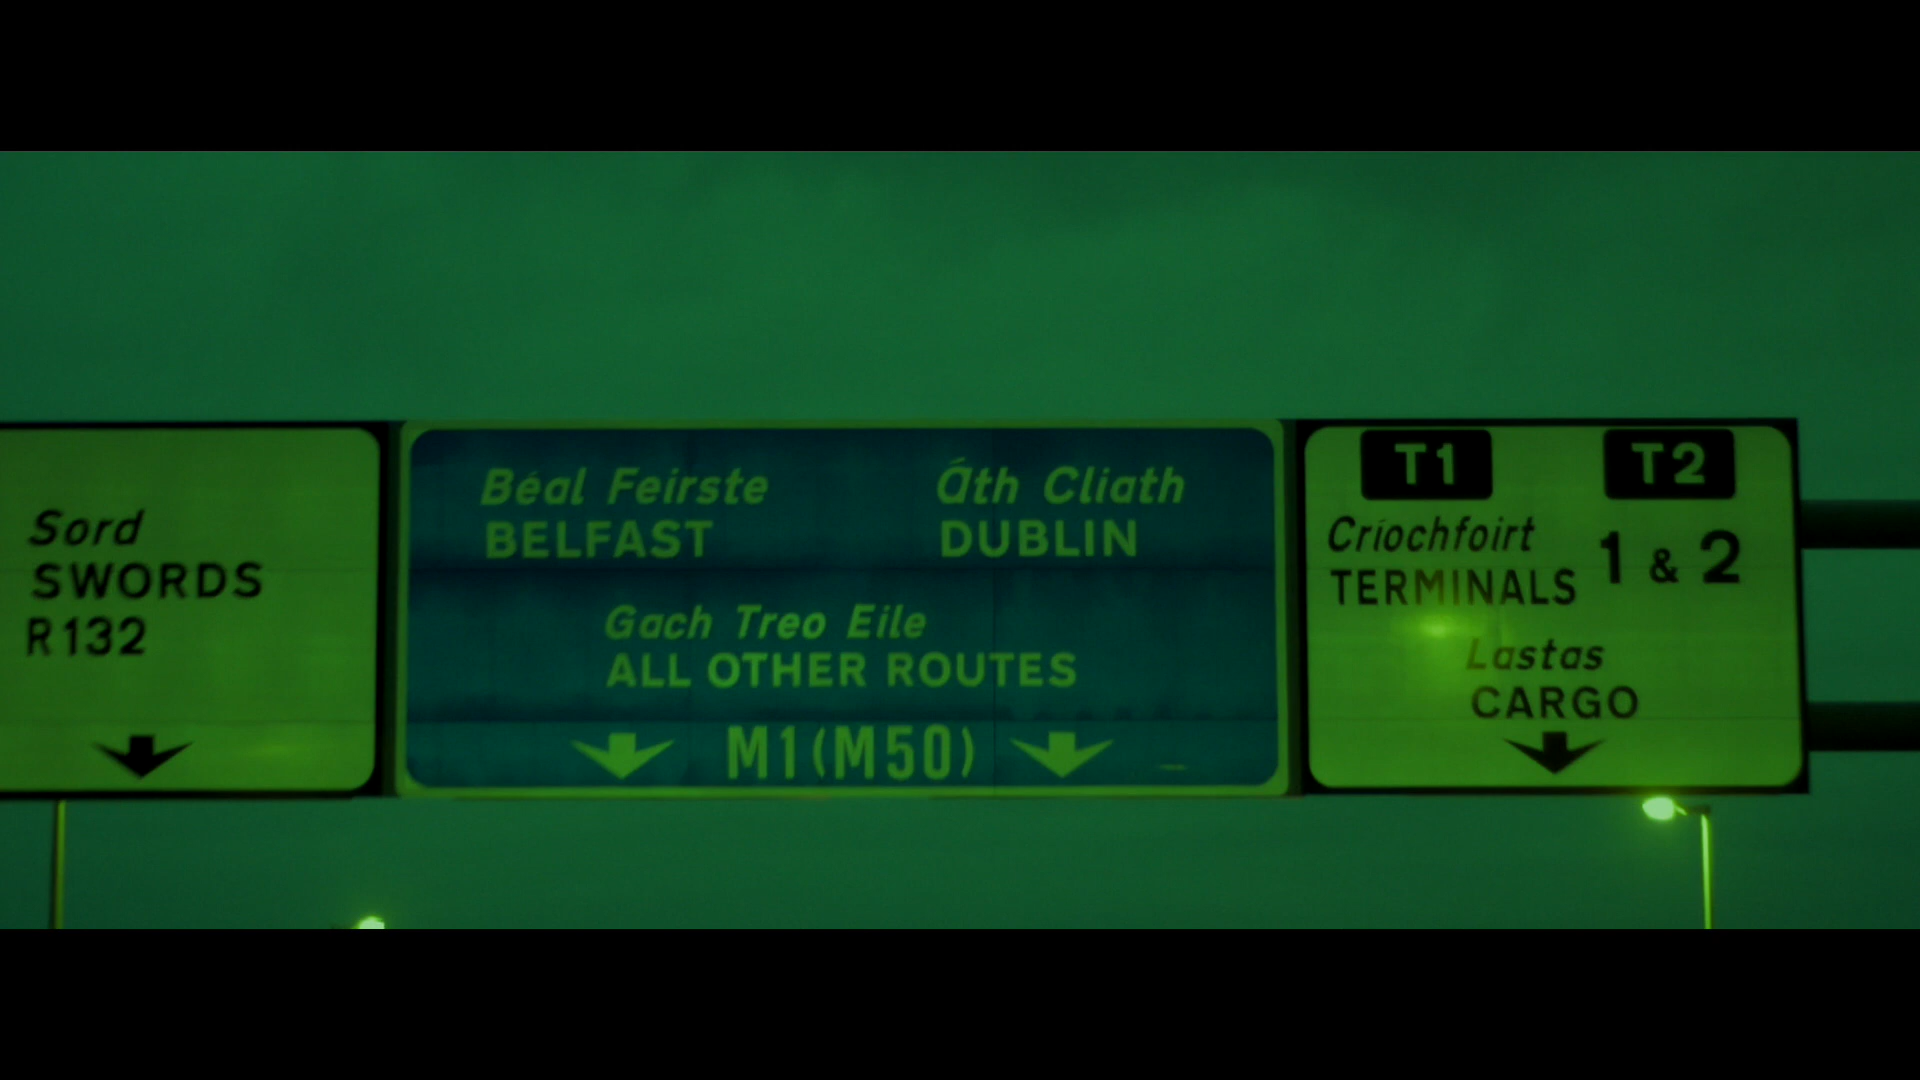 Sord
SWORDS
R132
Béal Feirste
BELFAST
Áth Cliath
DUBLIN
Gach Treo Eile
ALL OTHER ROUTES
M1(M50)
T1
T2
Críochfoirt
TERMINALS
1 & 2
Lastas
CARGO